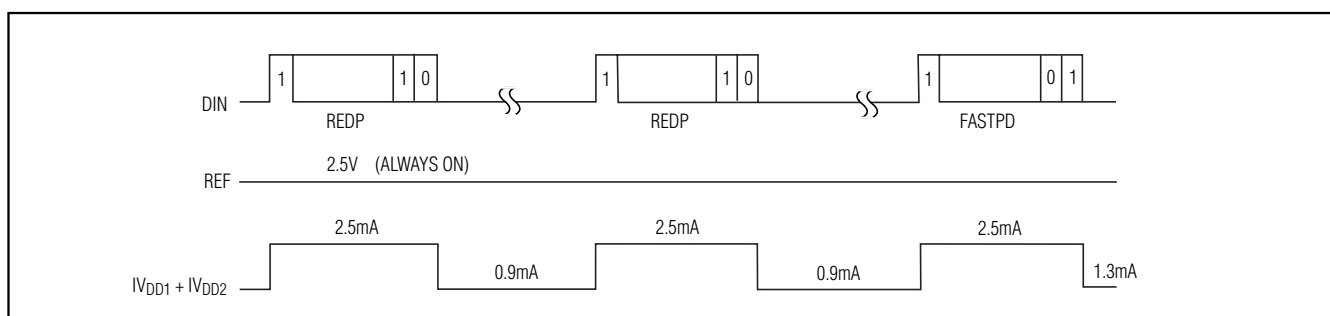 1 1 0 1 1 0 1 0 1
DIN
REDP REDP FASTPD
2.5V (ALWAYS ON)
REF
2.5mA 2.5mA 2.5mA
0.9mA 0.9mA 1.3mA
IVDD1 + IVDD2